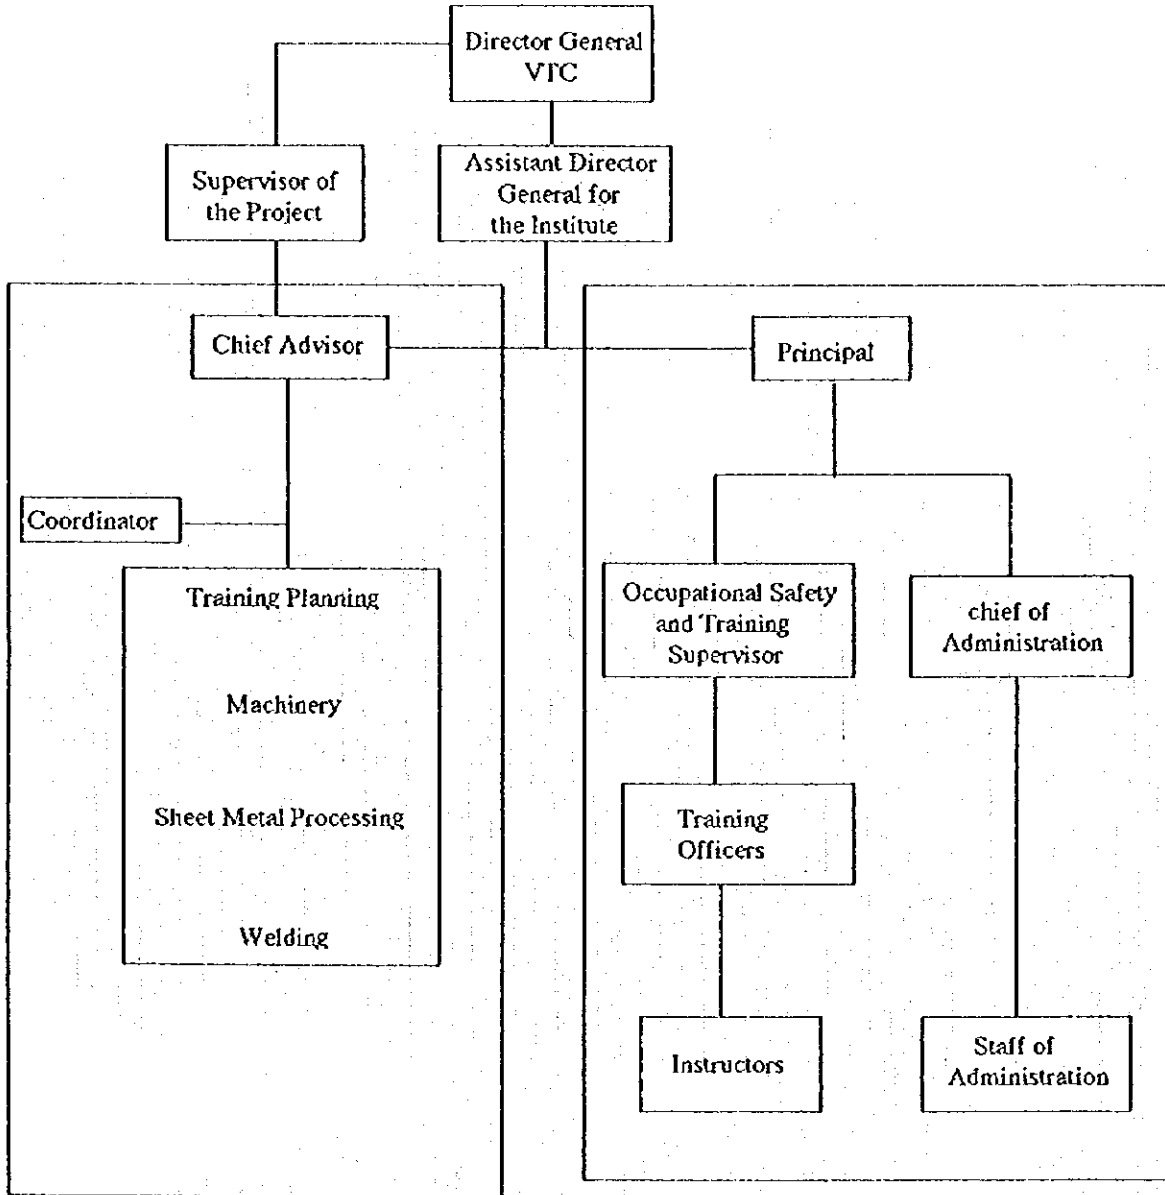 Director General
VTC
Supervisor of
the Project
Assistant Director
General for
the Institute
Chief Advisor
Principal
Coordinator
Training Planning
Machinery
Sheet Metal Processing
Welding
Occupational Safety
and Training
Supervisor
chief of
Administration
Training
Officers
Instructors
Staff of
Administration